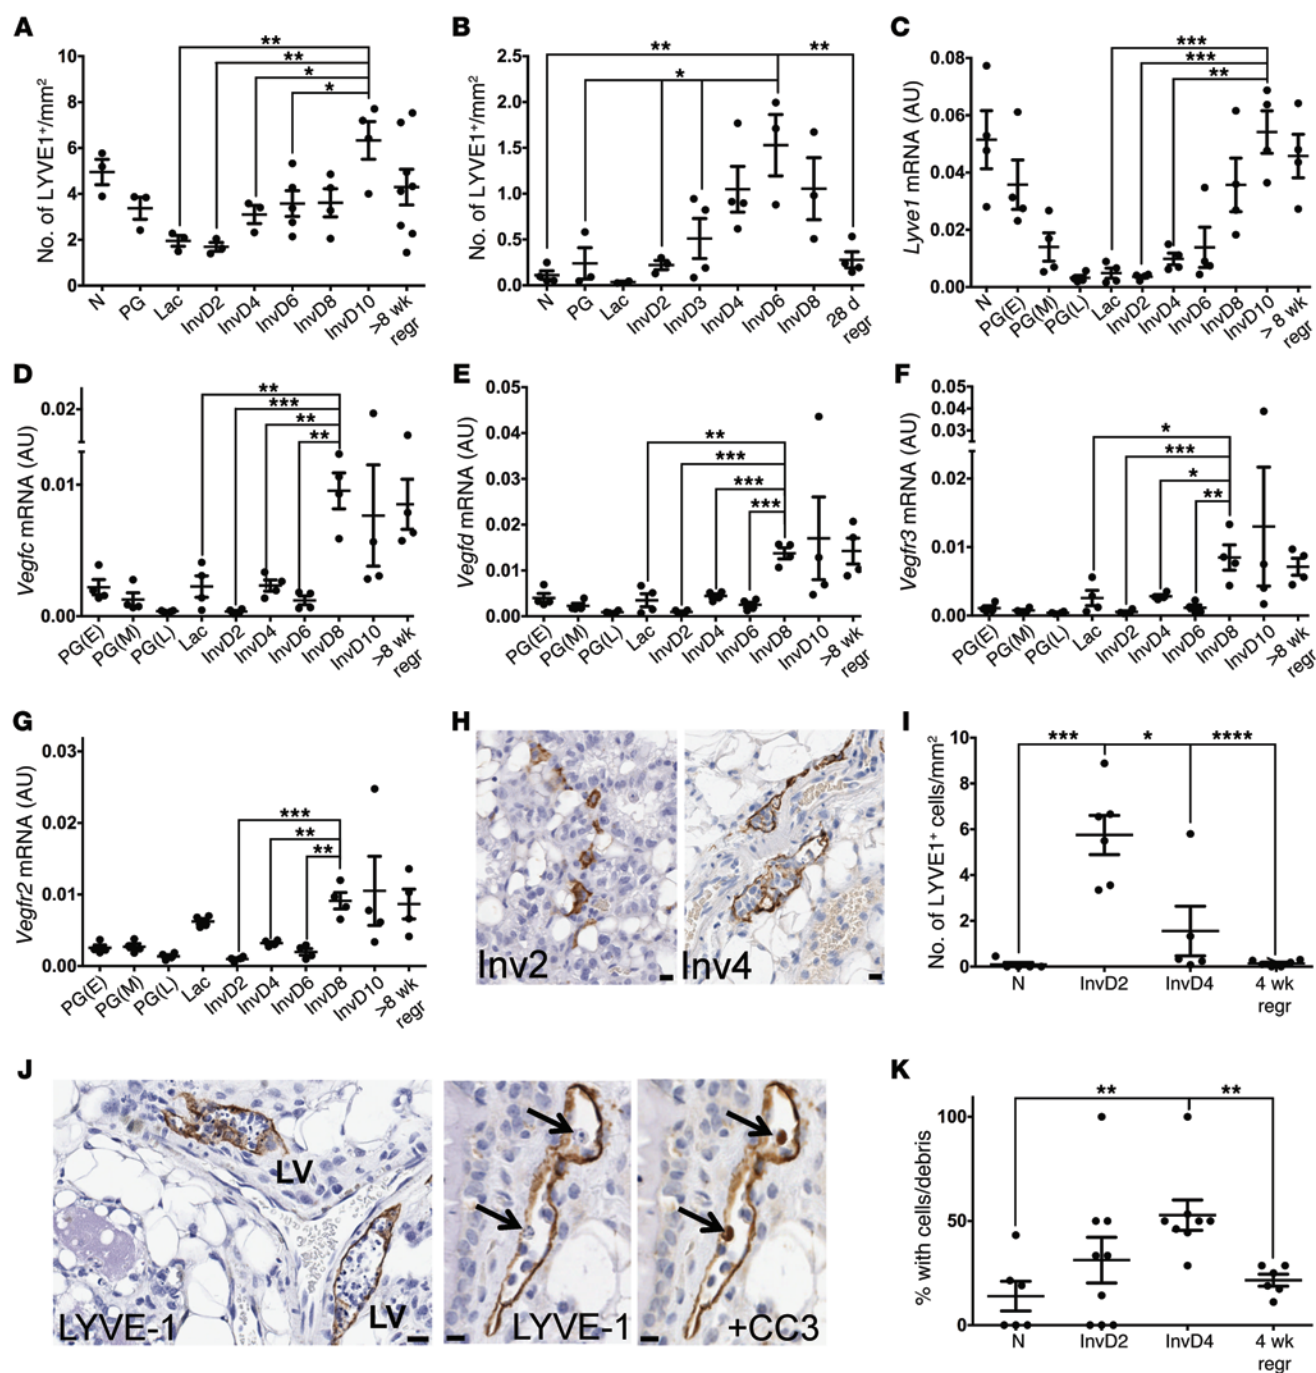 A
No. of LYVE1⁺/mm²
10
8
6
4
2
0
**
**
*
*
N
PG
Lac
InvD2
InvD4
InvD6
InvD8
InvD10
>8 wk
regr
B
No. of LYVE1⁺/mm²
2.5
2.0
1.5
1.0
0.5
0.0
**
**
*
N
PG
Lac
InvD2
InvD3
InvD4
InvD6
InvD8
28 d
regr
C
Lyve1 mRNA (AU)
0.08
0.06
0.04
0.02
0.00
***
***
**
N
PG(E)
PG(M)
PG(L)
Lac
InvD2
InvD4
InvD6
InvD8
InvD10
> 8 wk
regr
D
Vegfc mRNA (AU)
0.02
0.01
0.00
**
***
**
**
PG(E)
PG(M)
PG(L)
Lac
InvD2
InvD4
InvD6
InvD8
InvD10
>8 wk
regr
E
Vegfd mRNA (AU)
0.05
0.04
0.03
0.02
0.01
0.00
**
***
***
***
PG(E)
PG(M)
PG(L)
Lac
InvD2
InvD4
InvD6
InvD8
InvD10
>8 wk
regr
F
Vegfr3 mRNA (AU)
0.05
0.04
0.03
0.02
0.01
0.00
*
***
*
**
PG(E)
PG(M)
PG(L)
Lac
InvD2
InvD4
InvD6
InvD8
InvD10
>8 wk
regr
G
Vegfr2 mRNA (AU)
0.03
0.02
0.01
0.00
***
**
**
PG(E)
PG(M)
PG(L)
Lac
InvD2
InvD4
InvD6
InvD8
InvD10
>8 wk
regr
H
Inv2
Inv4
I
No. of LYVE1⁺ cells/mm²
10
8
6
4
2
0
***
*
****
N
InvD2
InvD4
4 wk
regr
J
LV
LV
LYVE-1
LYVE-1
+CC3
K
% with cells/debris
100
50
0
**
**
N
InvD2
InvD4
4 wk
regr